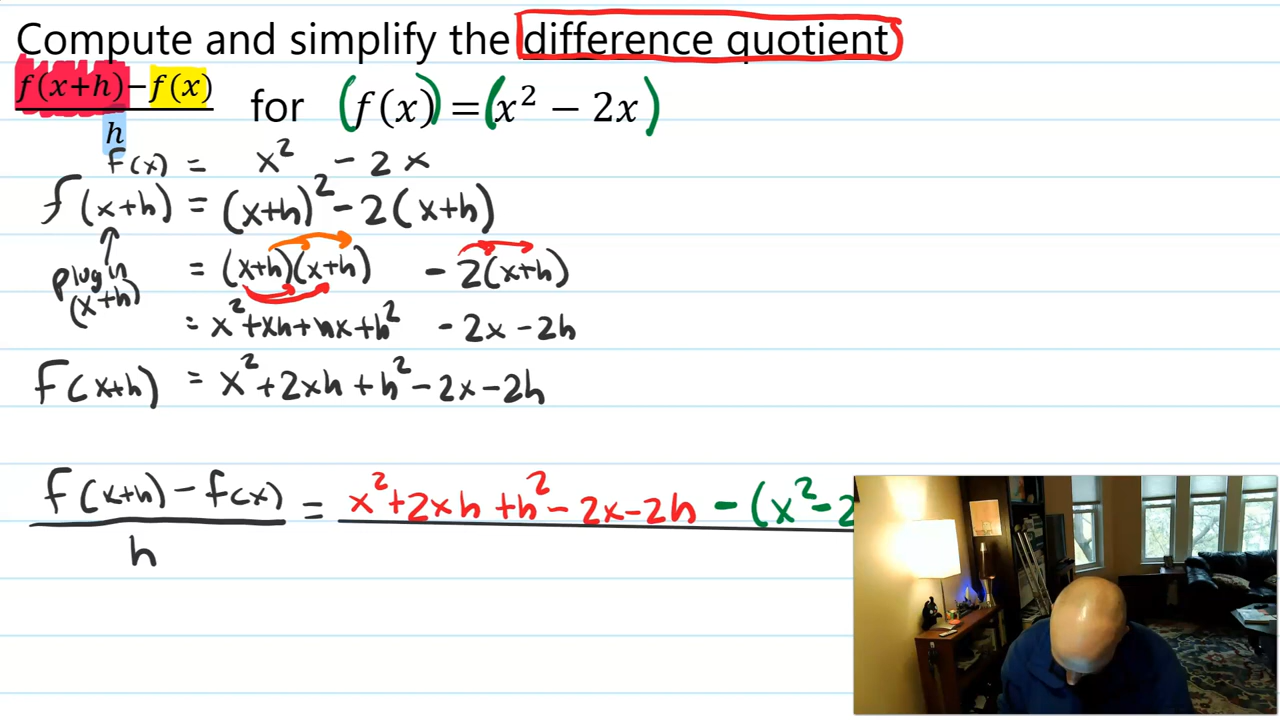 Compute and simplify the difference quotient
f(x+h)−f(x)
h
for (f(x)) = (x² − 2x)
f(x) = x² - 2x
f(x+h) = (x+h)² - 2(x+h)
plug in
(x+h)
= (x+h)(x+h) - 2(x+h)
= x²+xh+hx+h² - 2x - 2h
f(x+h) = x²+2xh+h²-2x-2h
f(x+h) - f(x) = x²+2xh+h²-2x-2h - (x²-2
h